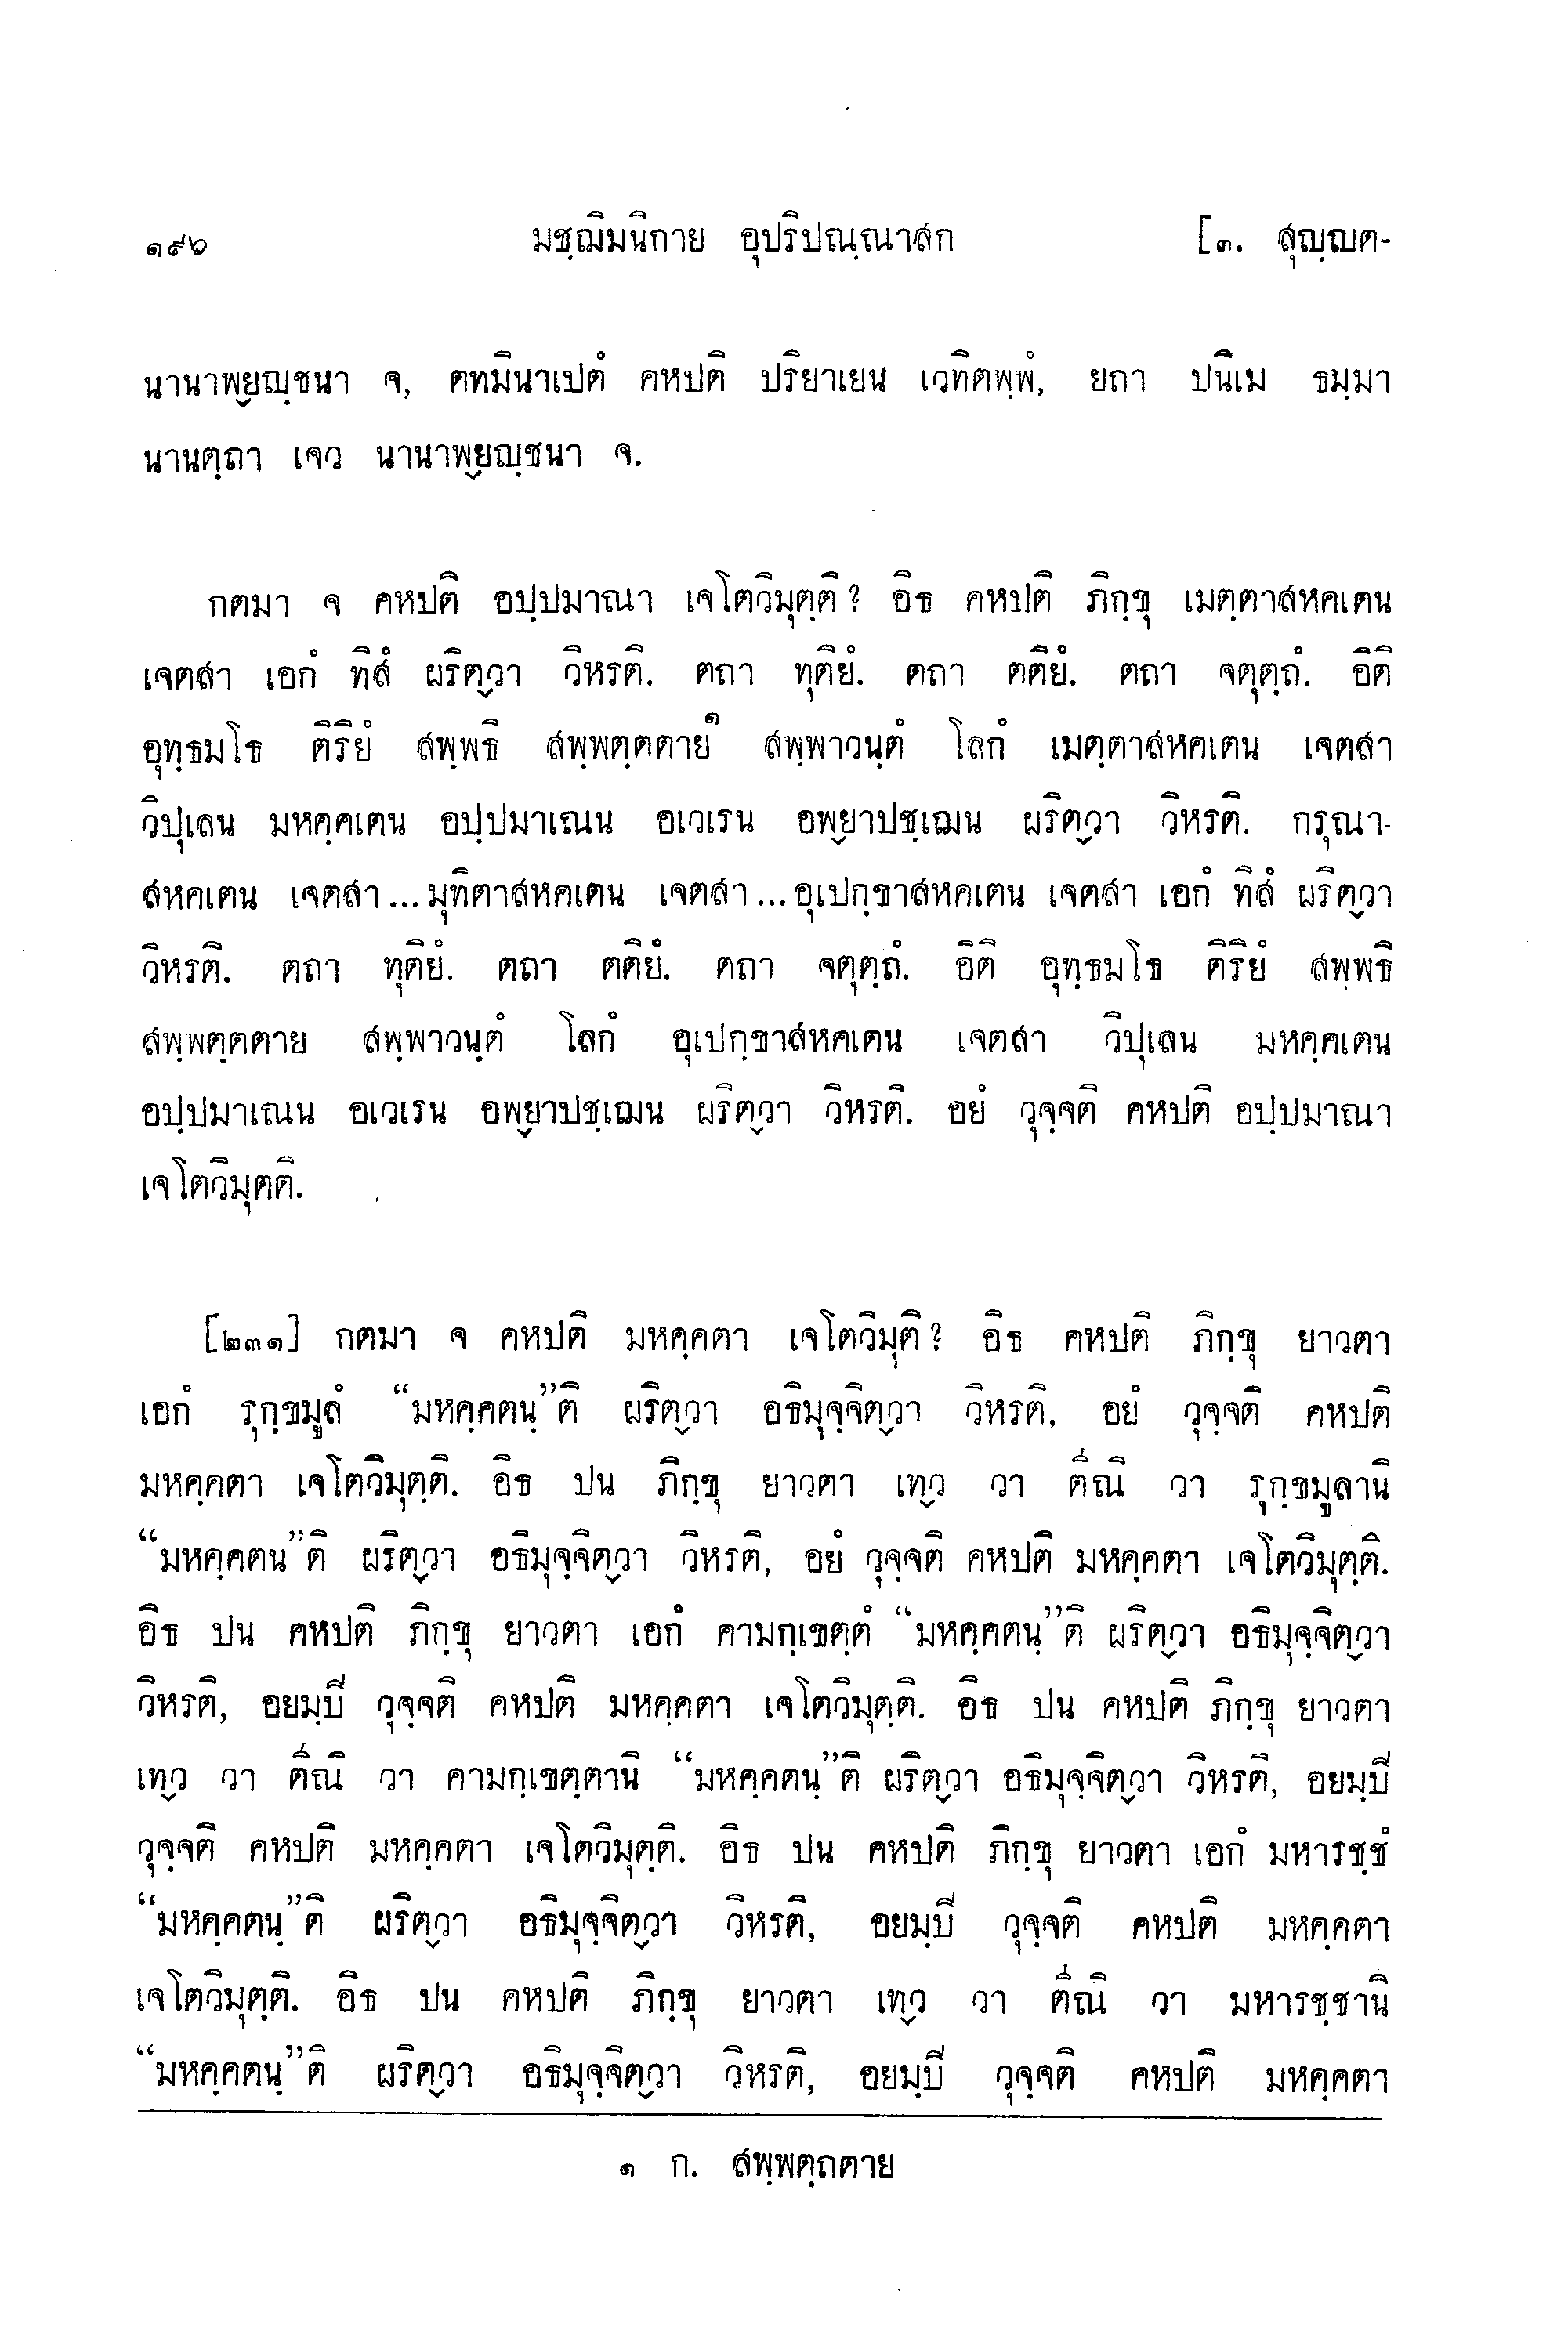 ๑๙๖ มชฺฌิมนิกาย อุปริปณฺณาสก [๓. สุญฺญต-
นานาพฺยญฺชนา จ, ตทมินาเปตํ คหปติ ปริยาเยน เวทิตพฺพํ, ยถา ปนิเม ธมฺมา
นานตฺถา เจว นานาพฺยญฺชนา จ.
กตมา จ คหปติ อปฺปมาณา เจโตวิมุตฺติ? อิธ คหปติ ภิกฺขุ เมตฺตาสหคเตน
เจตสา เอกํ ทิสํ ผริตฺวา วิหรติ. ตถา ทุติยํ. ตถา ตติยํ. ตถา จตุตฺถํ. อิติ
อุทฺธมโธ ติริยํ สพฺพธิ สพฺพตฺตตาย๑ สพฺพาวนฺตํ โลกํ เมตฺตาสหคเตน เจตสา
วิปุเลน มหคฺคเตน อปฺปมาเณน อเวเรน อพฺยาปชฺเฌน ผริตฺวา วิหรติ. กรุณา-
สหคเตน เจตสา...มุทิตาสหคเตน เจตสา...อุเปกฺขาสหคเตน เจตสา เอกํ ทิสํ ผริตฺวา
วิหรติ. ตถา ทุติยํ. ตถา ตติยํ. ตถา จตุตฺถํ. อิติ อุทฺธมโธ ติริยํ สพฺพธิ
สพฺพตฺตตาย สพฺพาวนฺตํ โลกํ อุเปกฺขาสหคเตน เจตสา วิปุเลน มหคฺคเตน
อปฺปมาเณน อเวเรน อพฺยาปชฺเฌน ผริตฺวา วิหรติ. อยํ วุจฺจติ คหปติ อปฺปมาณา
เจโตวิมุตติ.
[๒๓๑] กตมา จ คหปติ มหคฺคตา เจโตวิมุติ? อิธ คหปติ ภิกฺขุ ยาวตา
เอกํ รุกฺขมูลํ “มหคฺคตนฺ”ติ ผริตฺวา อธิมุจฺจิตฺวา วิหรติ, อยํ วุจฺจติ คหปติ
มหคฺคตา เจโตวิมุตฺติ. อิธ ปน ภิกฺขุ ยาวตา เทฺว วา ตีณิ วา รุกฺขมูลานิ
“มหคฺคตน”ติ ผริตฺวา อธิมุจฺจิตฺวา วิหรติ, อยํ วุจฺจติ คหปติ มหคฺคตา เจโตวิมุตฺติ.
อิธ ปน คหปติ ภิกฺขุ ยาวตา เอกํ คามกฺเขตฺตํ “มหคฺคตนฺ”ติ ผริตฺวา อธิมุจฺจิตฺวา
วิหรติ, อยมฺปิ วุจฺจติ คหปติ มหคฺคตา เจโตวิมุตฺติ. อิธ ปน คหปติ ภิกฺขุ ยาวตา
เทฺว วา ตีณิ วา คามกฺเขตฺตานิ “มหคฺคตนฺ”ติ ผริตฺวา อธิมุจฺจิตฺวา วิหรติ, อยมฺปิ
วุจฺจติ คหปติ มหคฺคตา เจโตวิมุตฺติ. อิธ ปน คหปติ ภิกฺขุ ยาวตา เอกํ มหารชฺชํ
“มหคฺคตนฺ”ติ ผริตฺวา อธิมุจฺจิตฺวา วิหรติ, อยมฺปิ วุจฺจติ คหปติ มหคฺคตา
เจโตวิมุตฺติ. อิธ ปน คหปติ ภิกฺขุ ยาวตา เทฺว วา ตีณิ วา มหารชฺชานิ
“มหคฺคตนฺ”ติ ผริตฺวา อธิมุจฺจิตฺวา วิหรติ, อยมฺปิ วุจฺจติ คหปติ มหคฺคตา
๑ ก. สพฺพตฺถตาย